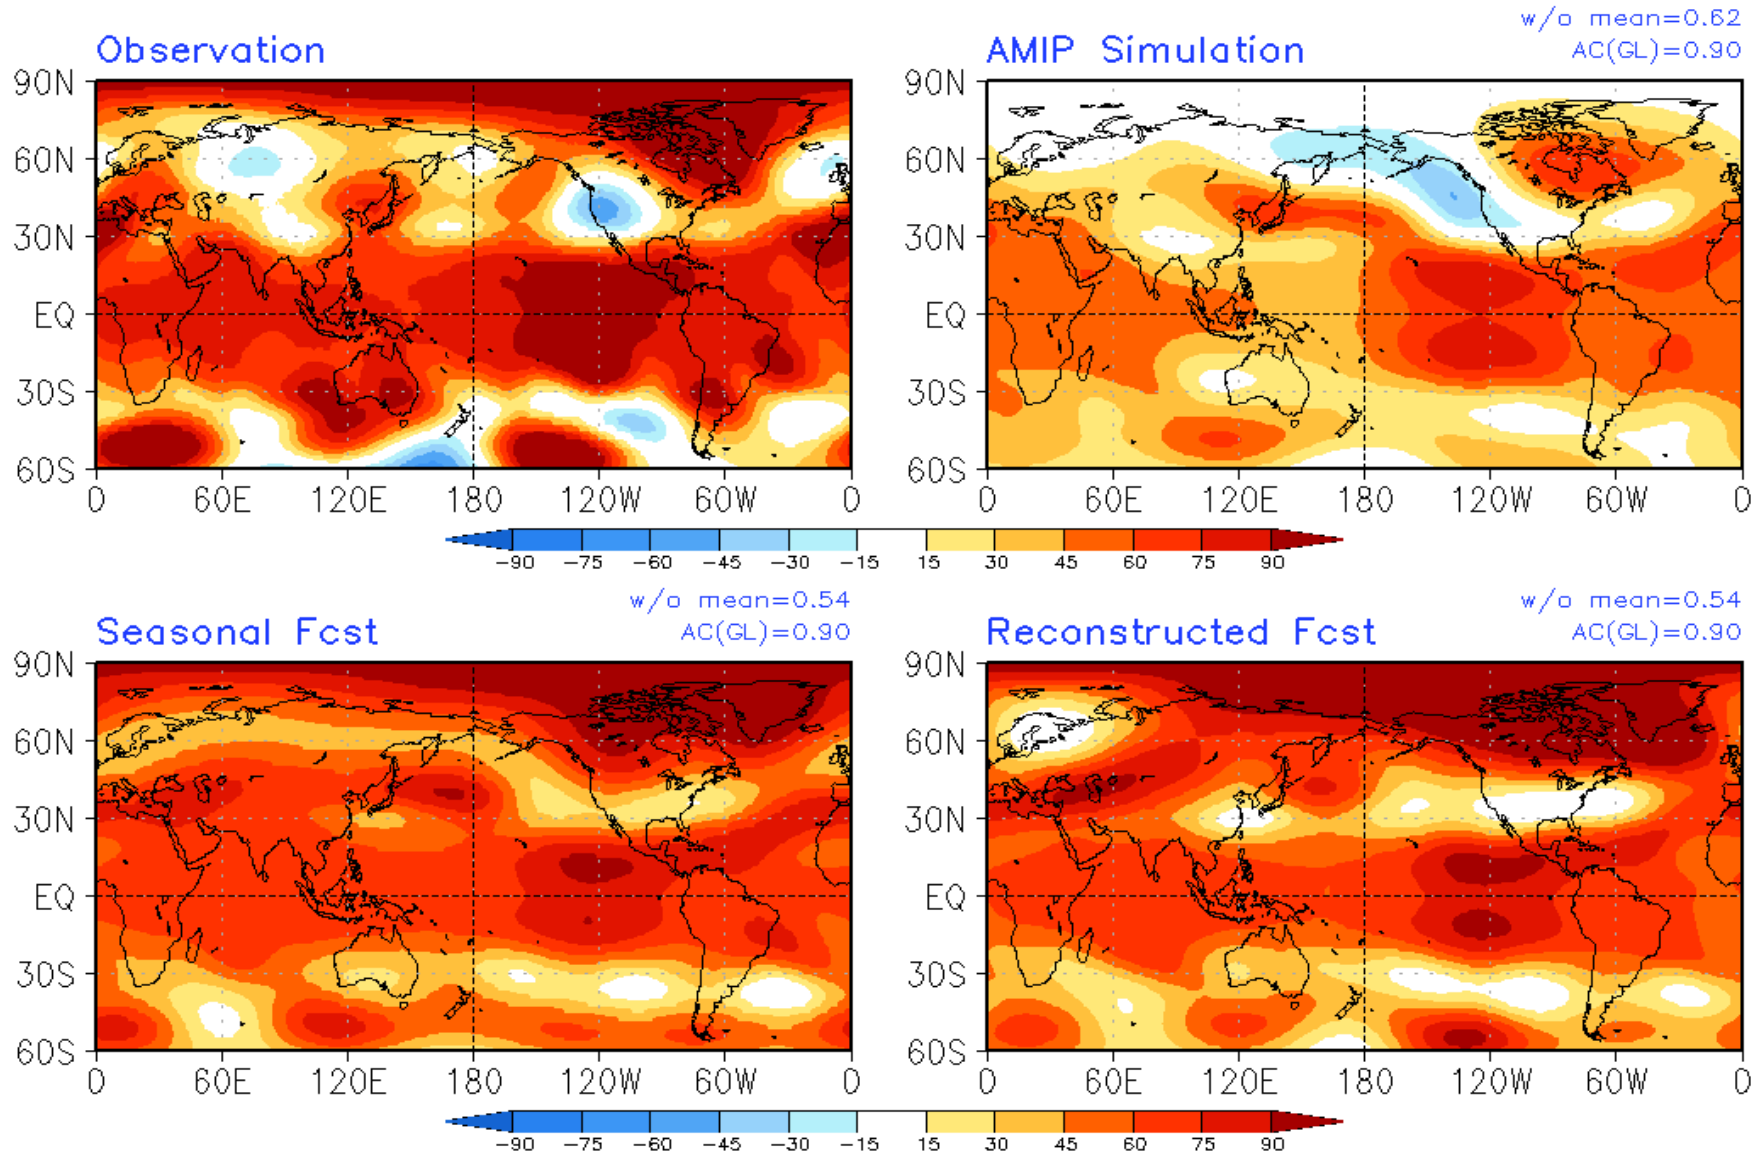 w/o mean=0.62
Observation
AMIP Simulation
AC(GL)=0.90
90N
90N
60N
60N
30N
30N
EQ
EQ
30S
30S
60S
60S
0 60E 120E 180 120W 60W 0
0 60E 120E 180 120W 60W 0
-90 -75 -60 -45 -30 -15 15 30 45 60 75 90
w/o mean=0.54
w/o mean=0.54
Seasonal Fcst
AC(GL)=0.90
Reconstructed Fcst
AC(GL)=0.90
90N
90N
60N
60N
30N
30N
EQ
EQ
30S
30S
60S
60S
0 60E 120E 180 120W 60W 0
0 60E 120E 180 120W 60W 0
-90 -75 -60 -45 -30 -15 15 30 45 60 75 90